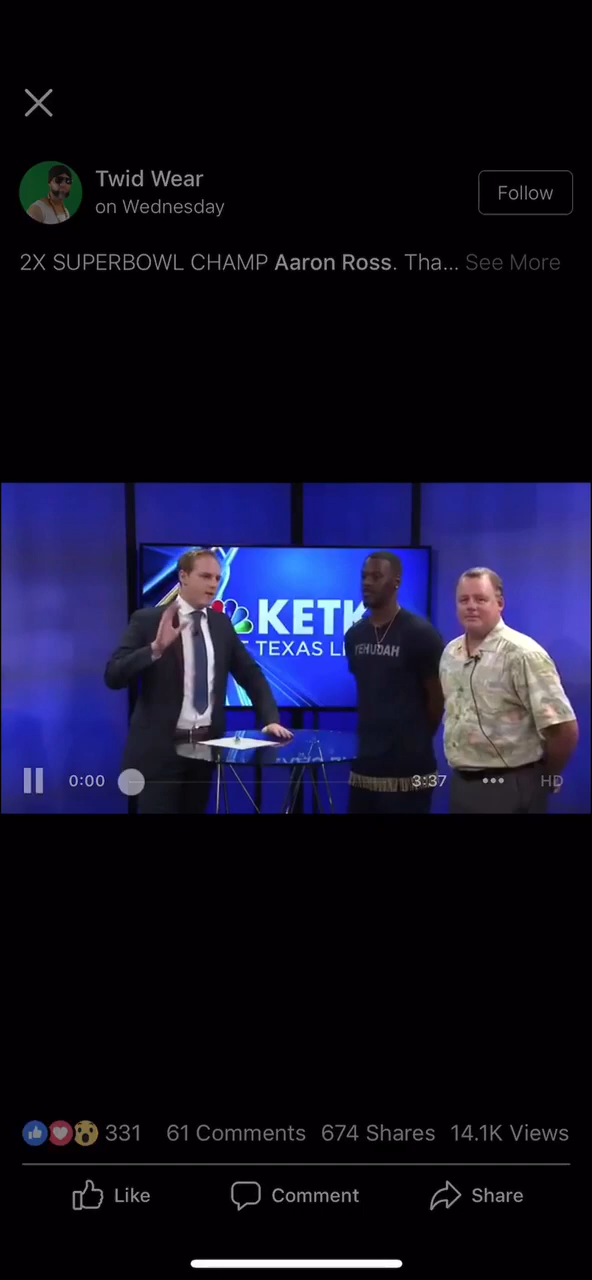 Twid Wear
on Wednesday
Follow
2X SUPERBOWL CHAMP Aaron Ross. Tha... See More
KETK
TEXAS
YEHUDAH
0:00
3:37
HD
331
61 Comments
674 Shares
14.1K Views
Like
Comment
Share